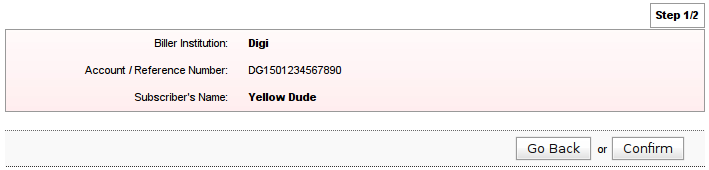 Step 1/2
Biller Institution: Digi
Account / Reference Number: DG1501234567890
Subscriber's Name: Yellow Dude
Go Back or Confirm